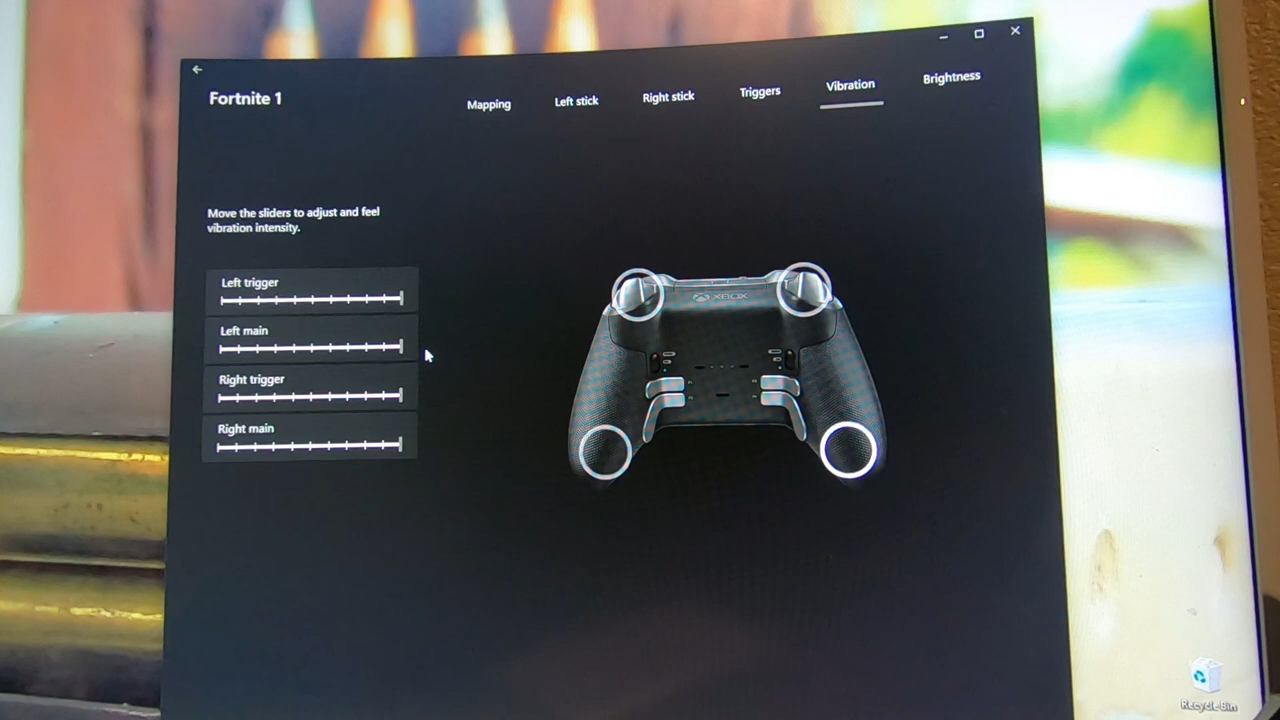 Fortnite 1
Mapping
Left stick
Right stick
Triggers
Vibration
Brightness
Move the sliders to adjust and feel
vibration intensity.
Left trigger
Left main
Right trigger
Right main
XBOX
Recycle Bin